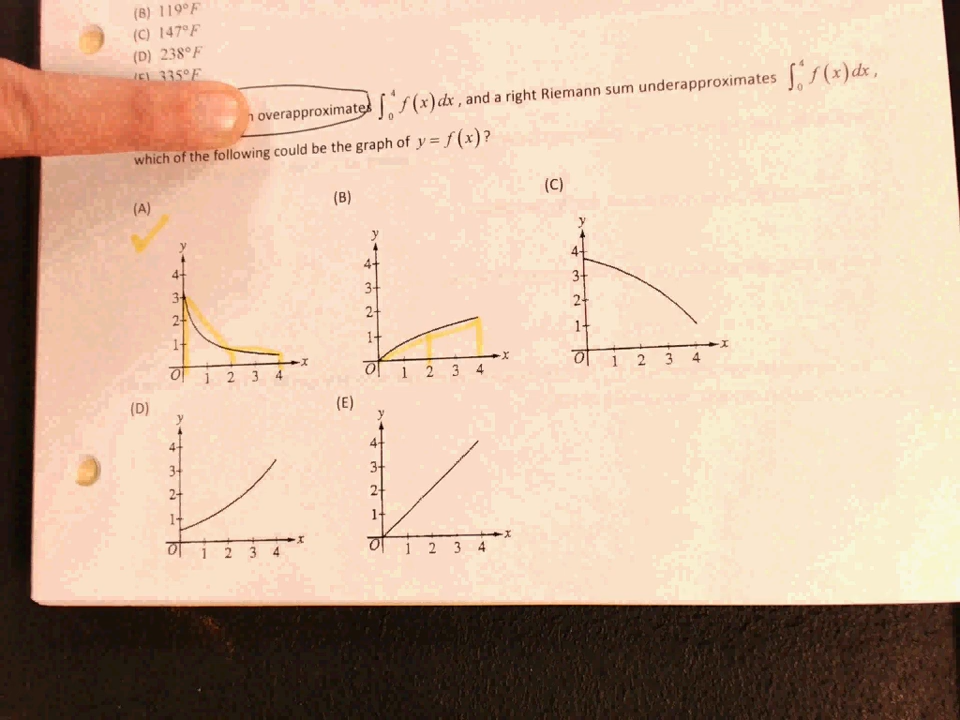 (B) 119°F
(C) 147°F
(D) 238°F
(E) 335°F
overapproximates ∫₀⁴ f(x)dx, and a right Riemann sum underapproximates ∫₀⁴ f(x)dx,
which of the following could be the graph of y = f(x)?
(A) (B) (C)
y
4
3
2
1
O 1 2 3 4 x
y
4
3
2
1
O 1 2 3 4 x
y
4
3
2
1
O 1 2 3 4 x
(D) (E)
y
4
3
2
1
O 1 2 3 4 x
y
4
3
2
1
O 1 2 3 4 x